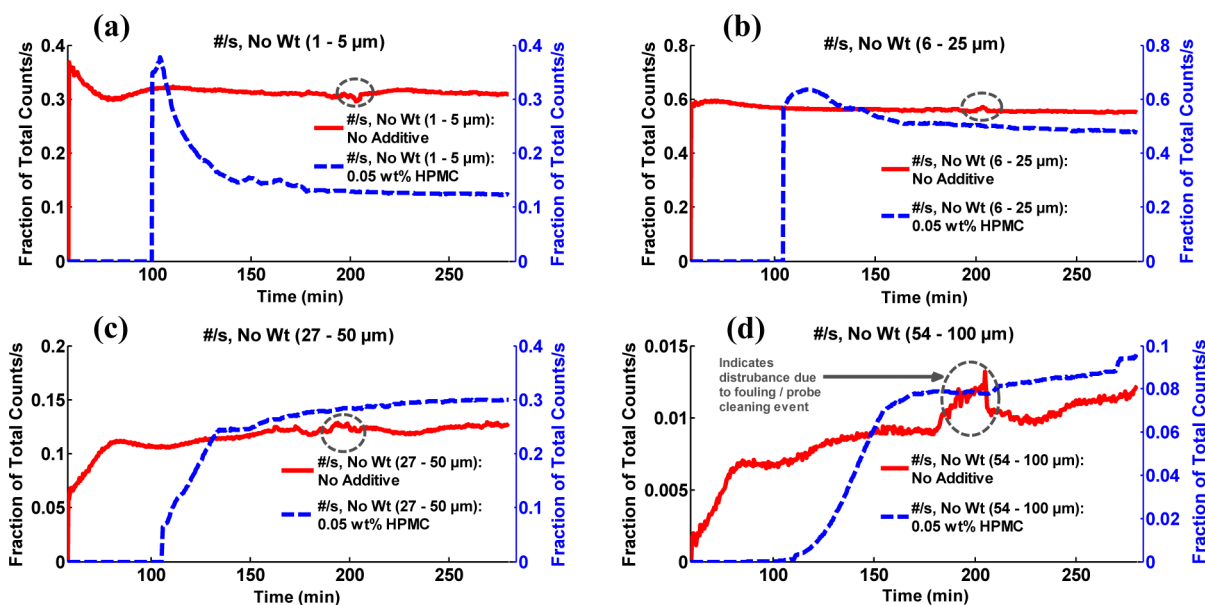 (a)
#/s, No Wt (1 - 5 µm)
Fraction of Total Counts/s
0.4
0.3
0.2
0.1
0
0.4
0.3
0.2
0.1
0
Fraction of Total Counts/s
#/s, No Wt (1 - 5 µm):
No Additive
#/s, No Wt (1 - 5 µm):
0.05 wt% HPMC
100
150
200
250
Time (min)
(b)
#/s, No Wt (6 - 25 µm)
Fraction of Total Counts/s
0.8
0.6
0.4
0.2
0
0.8
0.6
0.4
0.2
0
Fraction of Total Counts/s
#/s, No Wt (6 - 25 µm):
No Additive
#/s, No Wt (6 - 25 µm):
0.05 wt% HPMC
100
150
200
250
Time (min)
(c)
#/s, No Wt (27 - 50 µm)
Fraction of Total Counts/s
0.2
0.15
0.1
0.05
0
0.4
0.3
0.2
0.1
0
Fraction of Total Counts/s
#/s, No Wt (27 - 50 µm):
No Additive
#/s, No Wt (27 - 50 µm):
0.05 wt% HPMC
100
150
200
250
Time (min)
(d)
#/s, No Wt (54 - 100 µm)
Fraction of Total Counts/s
0.015
0.01
0.005
0
0.1
0.08
0.06
0.04
0.02
0
Fraction of Total Counts/s
Indicates
distrubance due
to fouling / probe
cleaning event
#/s, No Wt (54 - 100 µm):
No Additive
#/s, No Wt (54 - 100 µm):
0.05 wt% HPMC
100
150
200
250
Time (min)